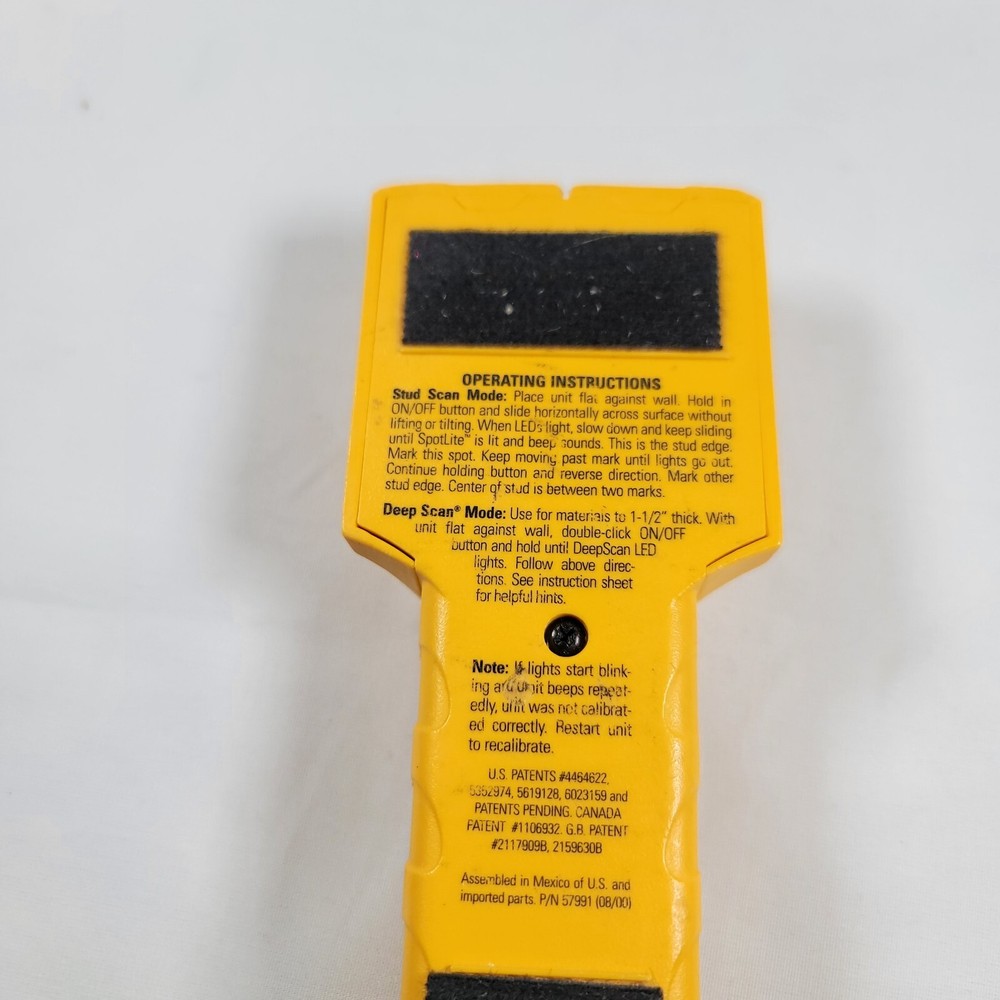 OPERATING INSTRUCTIONS
Stud Scan Mode: Place unit flat against wall. Hold in
ON/OFF button and slide horizontally across surface without
lifting or tilting. When LEDs light, slow down and keep sliding
until SpotLite™ is lit and beep sounds. This is the stud edge.
Mark this spot. Keep moving past mark until lights go out.
Continue holding button and reverse direction. Mark other
stud edge. Center of stud is between two marks.
Deep Scan® Mode: Use for materials to 1-1/2" thick. With
unit flat against wall, double-click ON/OFF
button and hold until DeepScan LED
lights. Follow above direc-
tions. See instruction sheet
for helpful hints.
Note: If lights start blink-
ing and unit beeps repeat-
edly, unit was not calibrat-
ed correctly. Restart unit
to recalibrate.
U.S. PATENTS #4464622,
5352974, 5619128, 6023159 and
PATENTS PENDING. CANADA
PATENT #1106932. G.B. PATENT
#2117909B, 2159630B
Assembled in Mexico of U.S. and
imported parts. P/N 57991 (08/00)